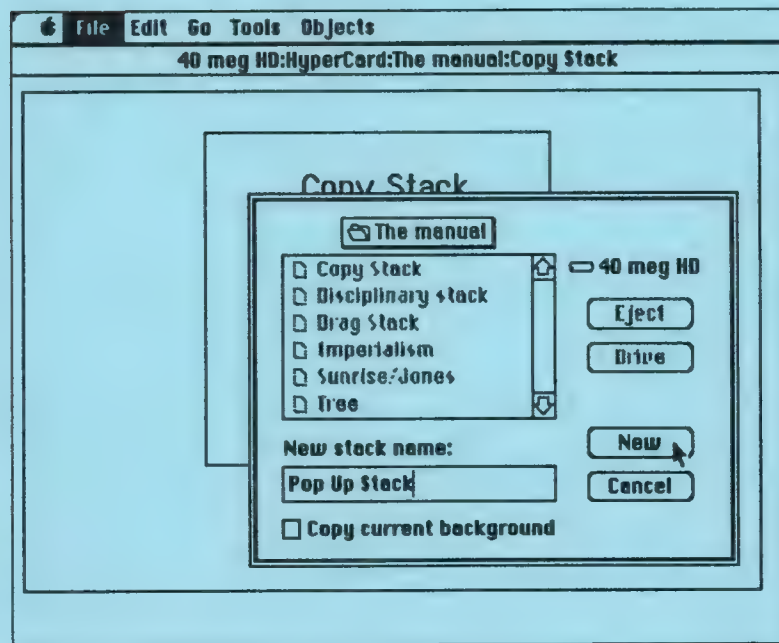 File Edit Go Tools Objects
40 meg HD:HyperCard:The manual:Copy Stack
Copy Stack
The manual
Copy Stack
Disciplinary stack
Drag Stack
Imperialism
Sunrise/Jones
Tree
40 meg HD
Eject
Drive
New stack name:
Pop Up Stack
New
Cancel
Copy current background